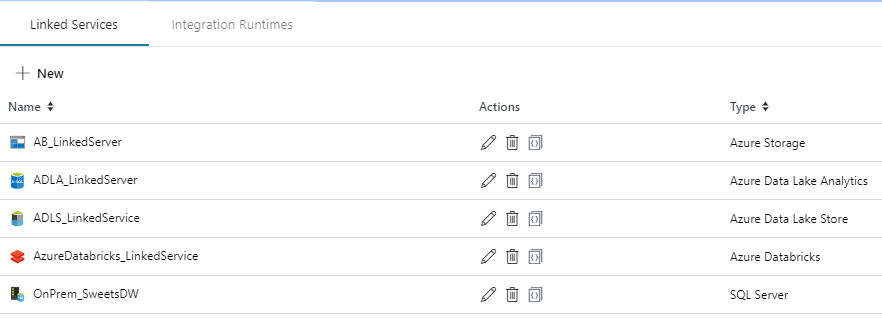 Linked Services Integration Runtimes
New
Name Actions Type
AB_LinkedServer Azure Storage
ADLA_LinkedServer Azure Data Lake Analytics
ADLS_LinkedService Azure Data Lake Store
AzureDatabricks_LinkedService Azure Databricks
OnPrem_SweetsDW SQL Server